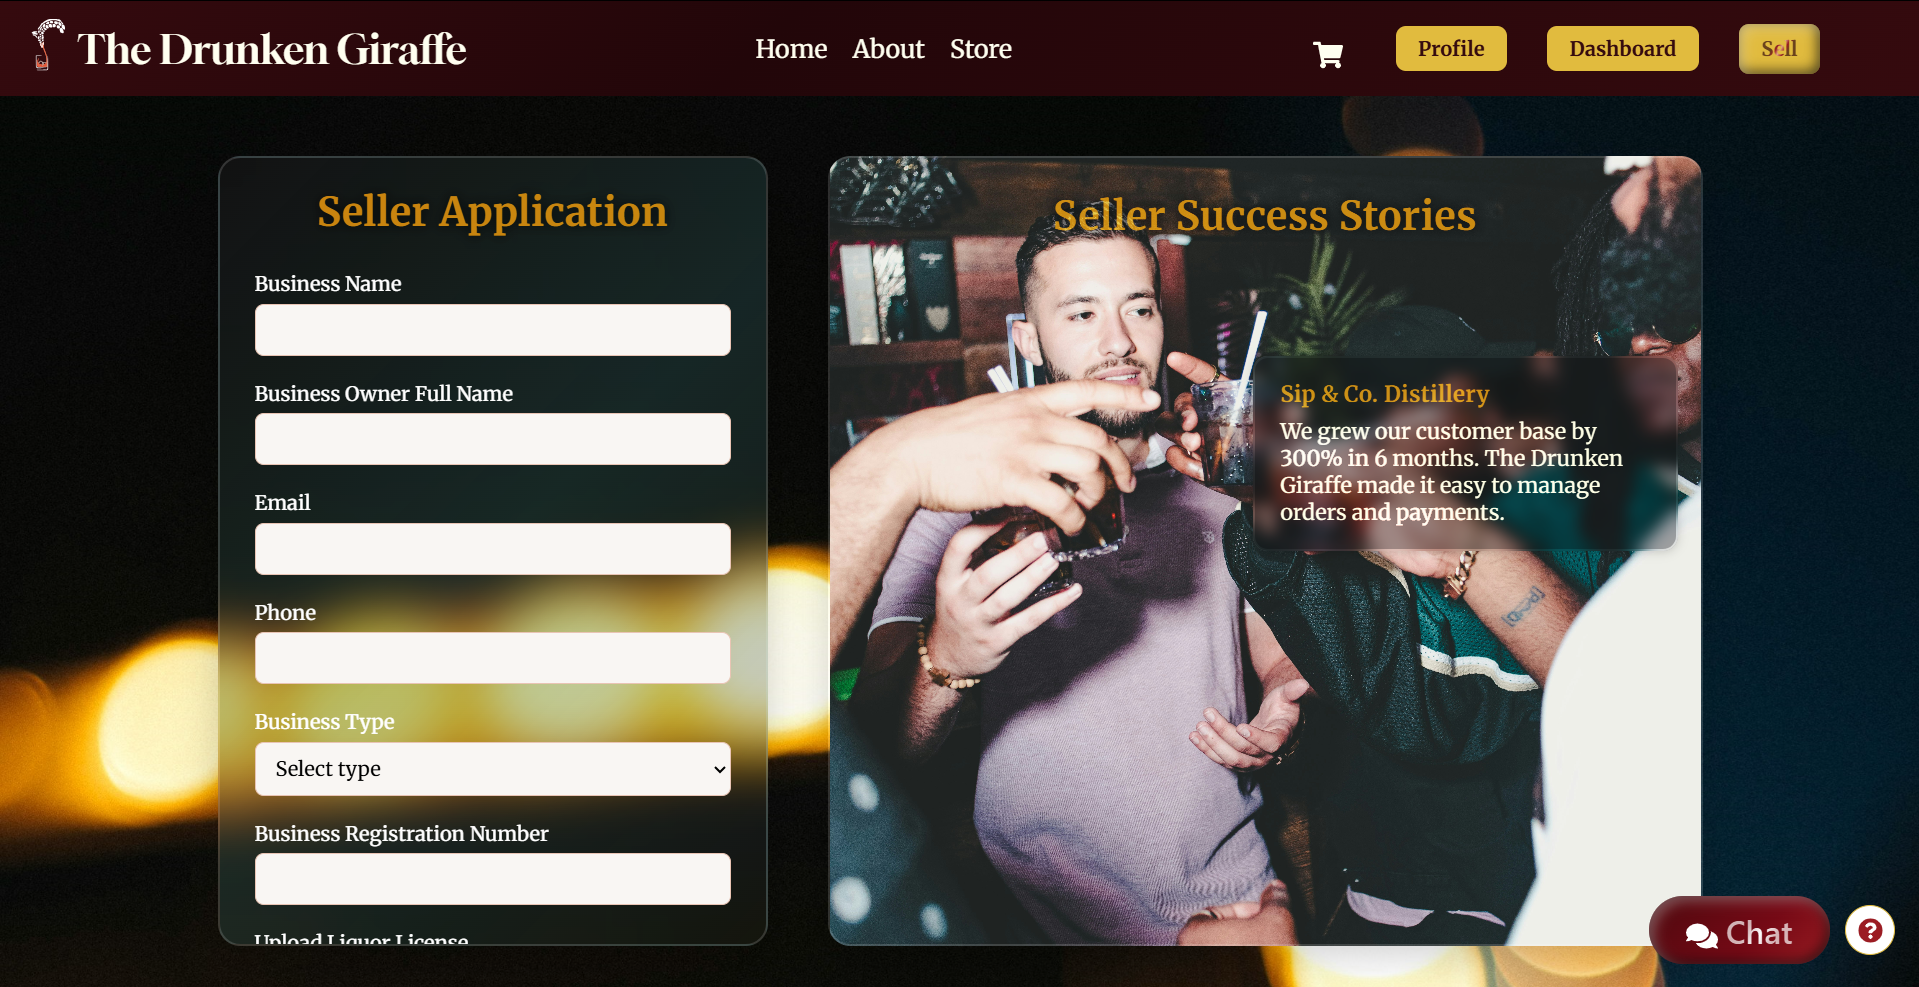 The Drunken Giraffe
Home About Store
Profile
Dashboard
Sell
Seller Application
Business Name
Business Owner Full Name
Email
Phone
Business Type
Select type
Business Registration Number
Upload Liquor License
Seller Success Stories
Sip & Co. Distillery
We grew our customer base by
300% in 6 months. The Drunken
Giraffe made it easy to manage
orders and payments.
Chat
?